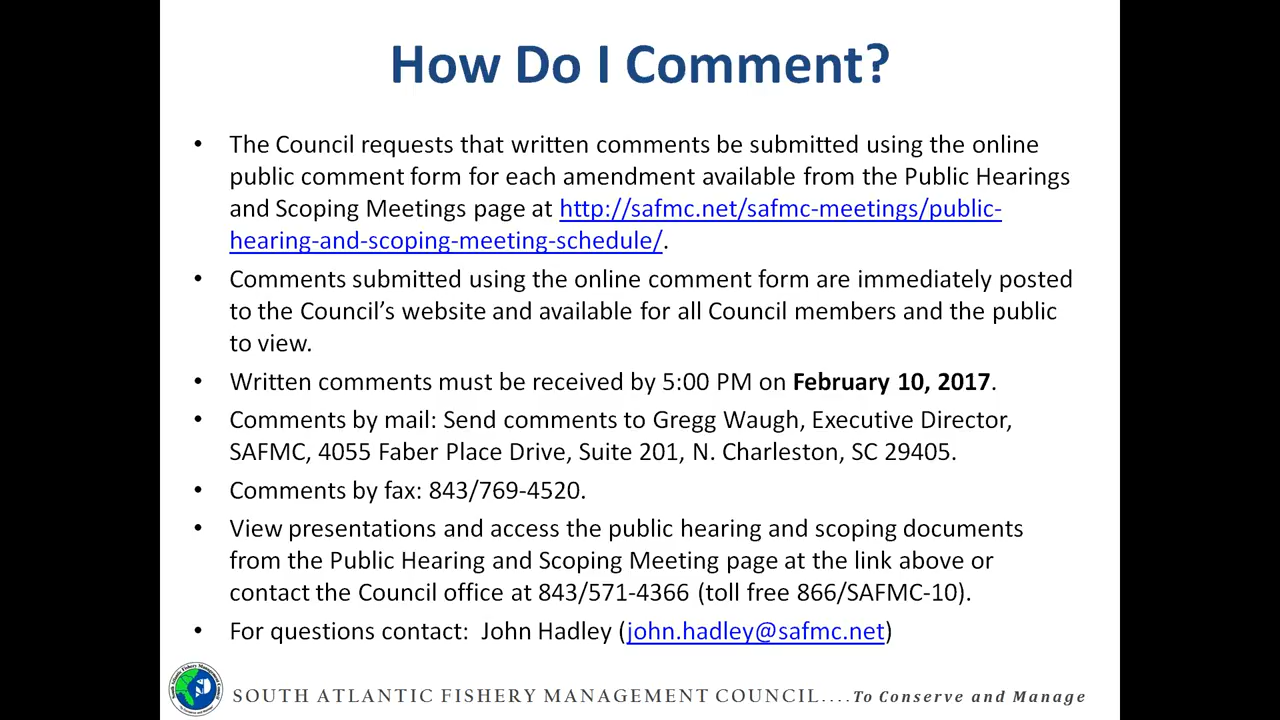 How Do I Comment?
• The Council requests that written comments be submitted using the online
public comment form for each amendment available from the Public Hearings
and Scoping Meetings page at http://safmc.net/safmc-meetings/public-
hearing-and-scoping-meeting-schedule/.
• Comments submitted using the online comment form are immediately posted
to the Council’s website and available for all Council members and the public
to view.
• Written comments must be received by 5:00 PM on February 10, 2017.
• Comments by mail: Send comments to Gregg Waugh, Executive Director,
SAFMC, 4055 Faber Place Drive, Suite 201, N. Charleston, SC 29405.
• Comments by fax: 843/769-4520.
• View presentations and access the public hearing and scoping documents
from the Public Hearing and Scoping Meeting page at the link above or
contact the Council office at 843/571-4366 (toll free 866/SAFMC-10).
• For questions contact:  John Hadley (john.hadley@safmc.net)
SOUTH ATLANTIC FISHERY MANAGEMENT COUNCIL....To Conserve and Manage